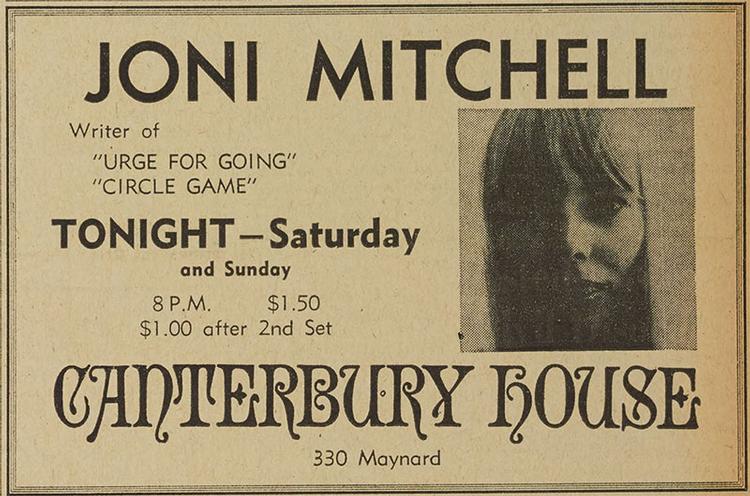 JONI MITCHELL
Writer of
"URGE FOR GOING"
"CIRCLE GAME"
TONIGHT — Saturday
and Sunday
8 P.M. $1.50
$1.00 after 2nd Set
CANTERBURY HOUSE
330 Maynard